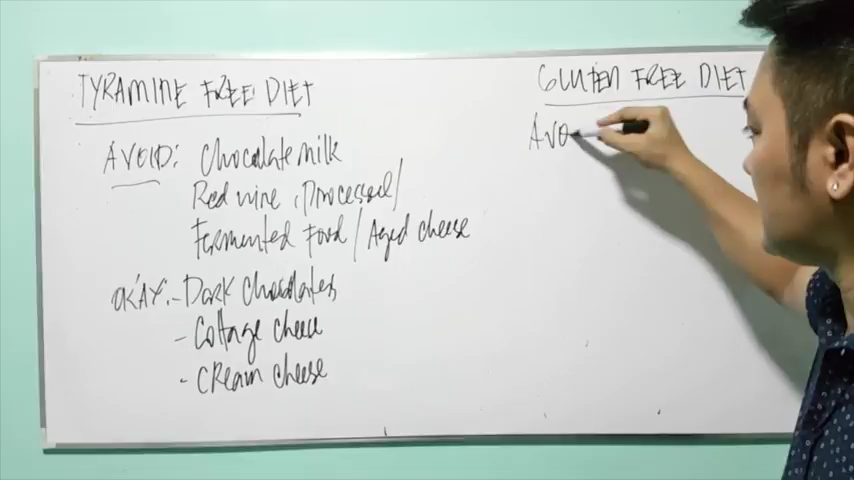 TYRAMINE FREE DIET
AVOID: Chocolate milk
Red wine, Processed/
Fermented Food / Aged cheese
OKAY: - Dark Chocolates
- Cottage cheese
- CREam cheese
GLUTEN FREE DIET
AVO